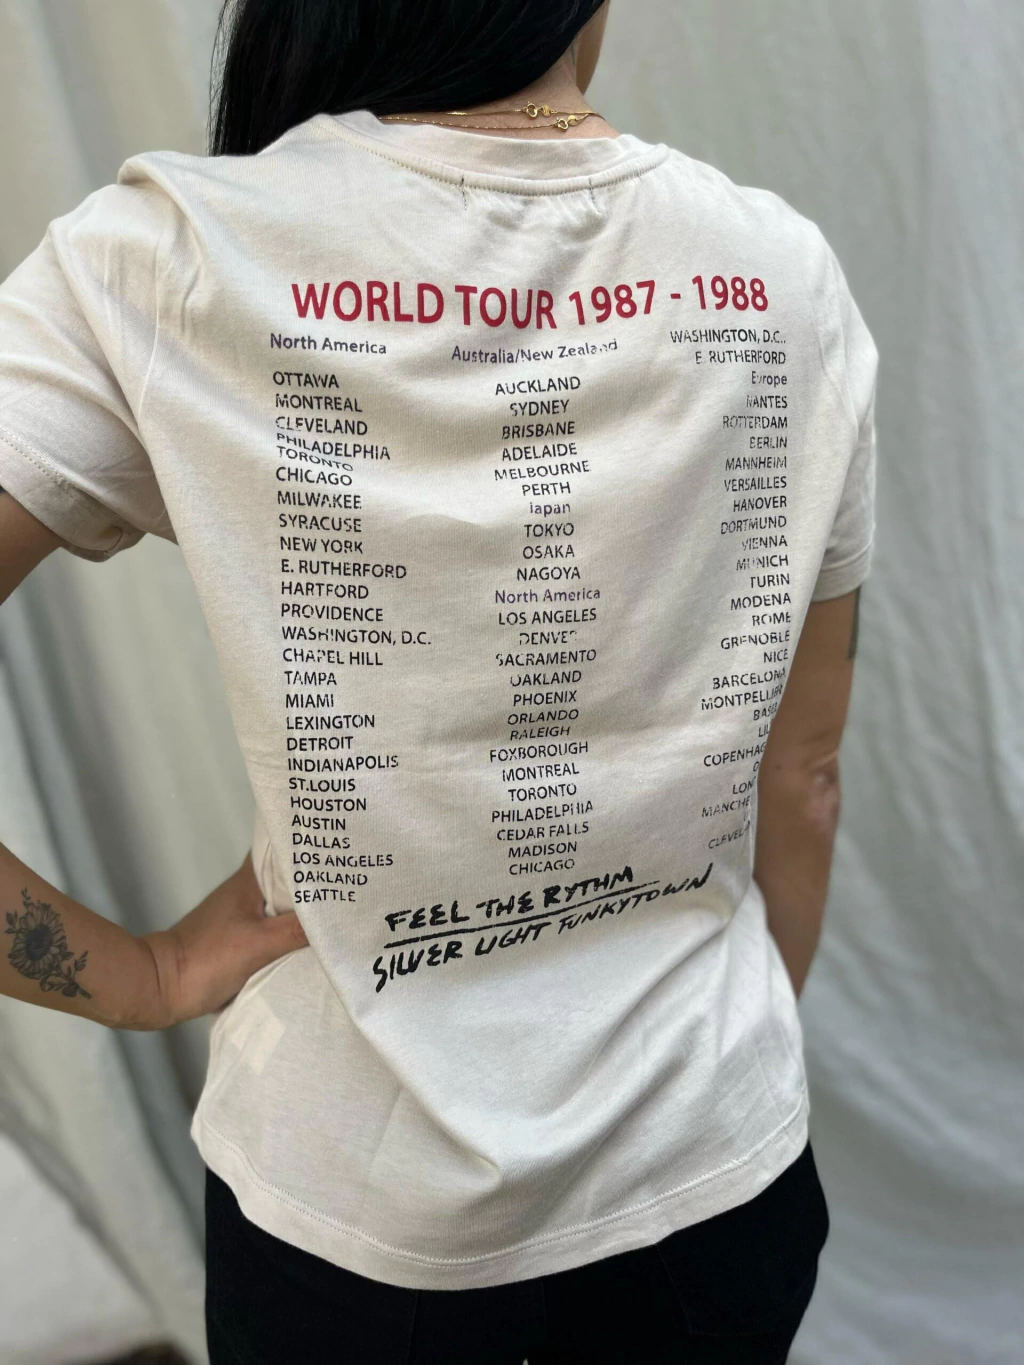 WORLD TOUR 1987 - 1988
North America
OTTAWA
MONTREAL
CLEVELAND
PHILADELPHIA
TORONTO
CHICAGO
MILWAKEE
SYRACUSE
NEW YORK
E. RUTHERFORD
HARTFORD
PROVIDENCE
WASHINGTON, D.C.
CHAPEL HILL
TAMPA
MIAMI
LEXINGTON
DETROIT
INDIANAPOLIS
ST.LOUIS
HOUSTON
AUSTIN
DALLAS
LOS ANGELES
OAKLAND
SEATTLE
Australia/New Zealand
AUCKLAND
SYDNEY
BRISBANE
ADELAIDE
MELBOURNE
PERTH
Japan
TOKYO
OSAKA
NAGOYA
North America
LOS ANGELES
DENVER
SACRAMENTO
OAKLAND
PHOENIX
ORLANDO
RALEIGH
FOXBOROUGH
MONTREAL
TORONTO
PHILADELPHIA
CEDAR FALLS
MADISON
CHICAGO
WASHINGTON, D.C..
E. RUTHERFORD
Europe
NANTES
ROTTERDAM
BERLIN
MANNHEIM
VERSAILLES
HANOVER
DORTMUND
VIENNA
MUNICH
TURIN
MODENA
ROME
GRENOBLE
NICE
BARCELONA
MONTPELLIER
COPENHAG
MANCHE
CLEVEL
FEEL THE RYTHM
SILVER LIGHT FUNKYTOWN